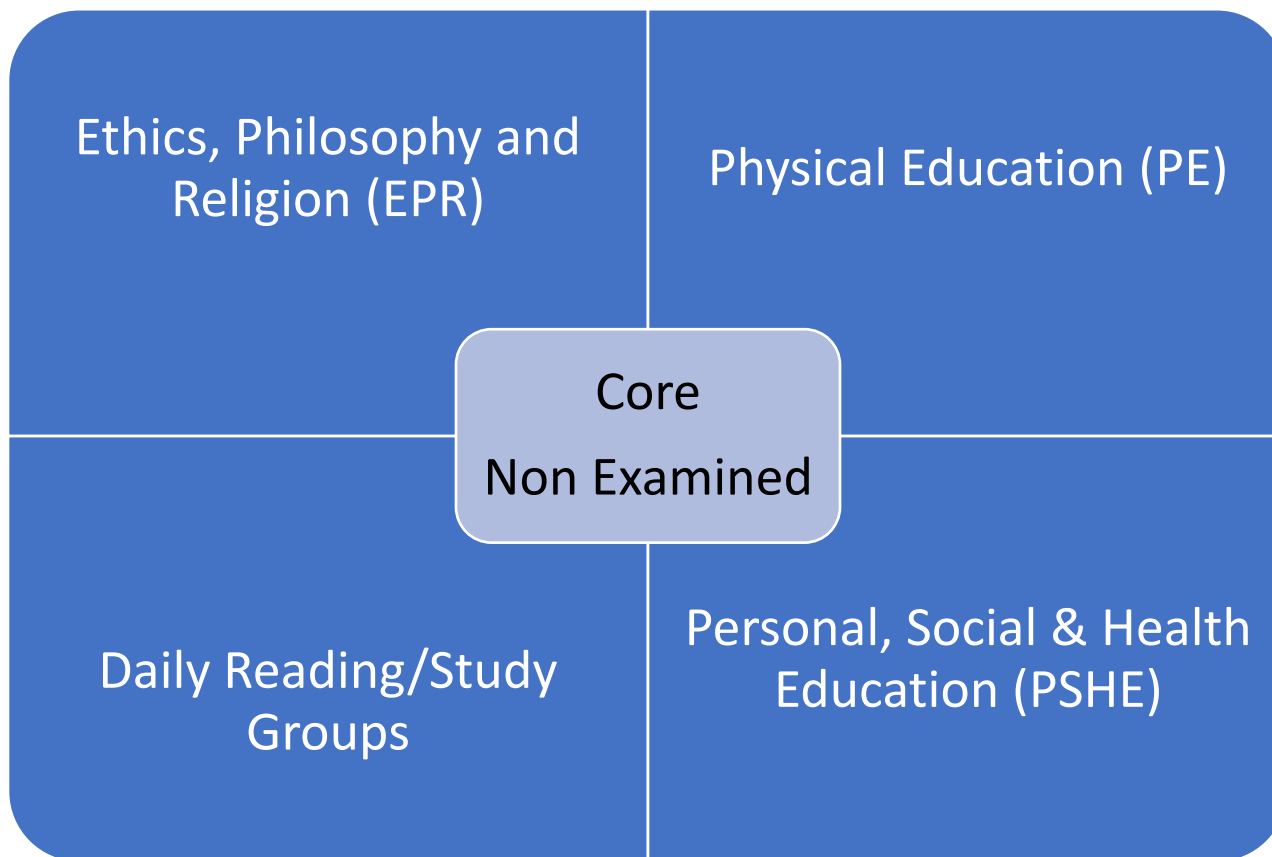 Ethics, Philosophy and
Religion (EPR)
Physical Education (PE)
Core
Non Examined
Daily Reading/Study
Groups
Personal, Social & Health
Education (PSHE)